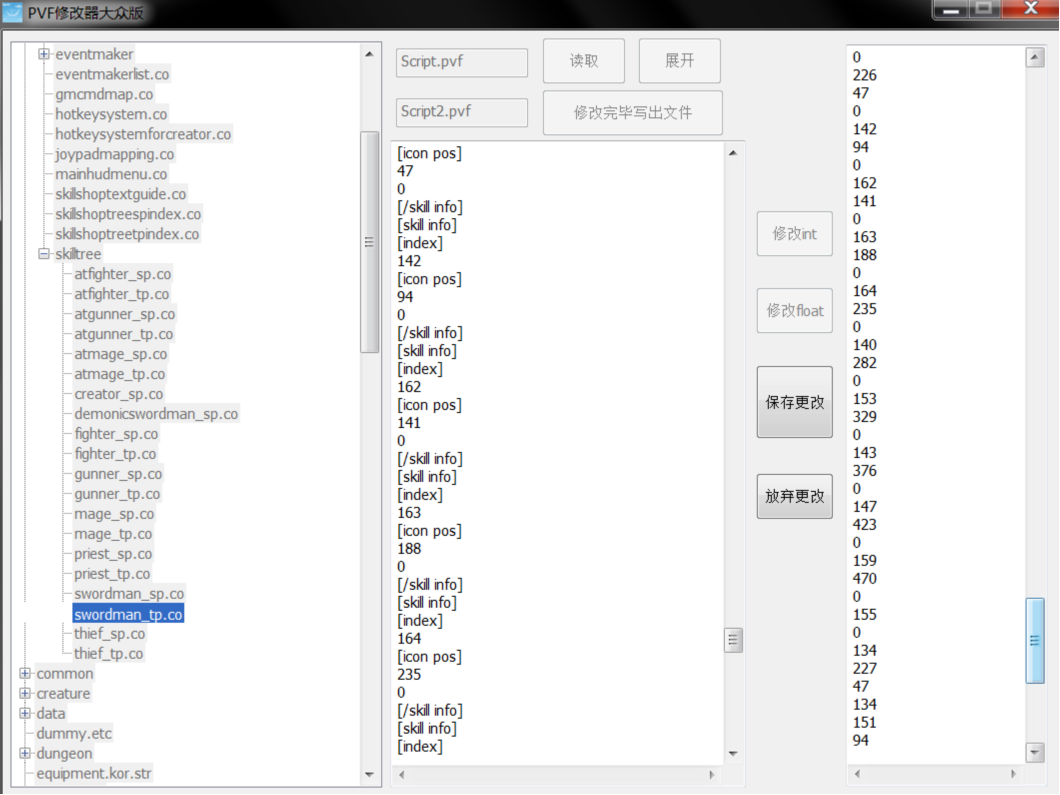 PVF修改器大众版
eventmaker
eventmakerlist.co
gmcmdmap.co
hotkeysystem.co
hotkeysystemforcreator.co
joypadmapping.co
mainhudmenu.co
skillshoptextguide.co
skillshoptreespindex.co
skillshoptreetpindex.co
skilltree
atfighter_sp.co
atfighter_tp.co
atgunner_sp.co
atgunner_tp.co
atmage_sp.co
atmage_tp.co
creator_sp.co
demonicswordman_sp.co
fighter_sp.co
fighter_tp.co
gunner_sp.co
gunner_tp.co
mage_sp.co
mage_tp.co
priest_sp.co
priest_tp.co
swordman_sp.co
swordman_tp.co
thief_sp.co
thief_tp.co
common
creature
data
dummy.etc
dungeon
equipment.kor.str
Script.pvf
读取
展开
Script2.pvf
修改完毕写出文件
[icon pos]
47
0
[/skill info]
[skill info]
[index]
142
[icon pos]
94
0
[/skill info]
[skill info]
[index]
162
[icon pos]
141
0
[/skill info]
[skill info]
[index]
163
[icon pos]
188
0
[/skill info]
[skill info]
[index]
164
[icon pos]
235
0
[/skill info]
[skill info]
[index]
修改int
修改float
保存更改
放弃更改
0
226
47
0
142
94
0
162
141
0
163
188
0
164
235
0
140
282
0
153
329
0
143
376
0
147
423
0
159
470
0
155
0
134
227
47
134
151
94